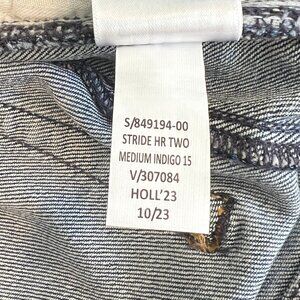 S/849194-00
STRIDE HR TWO
MEDIUM INDIGO 15
V/307084
HOLL'23
10/23